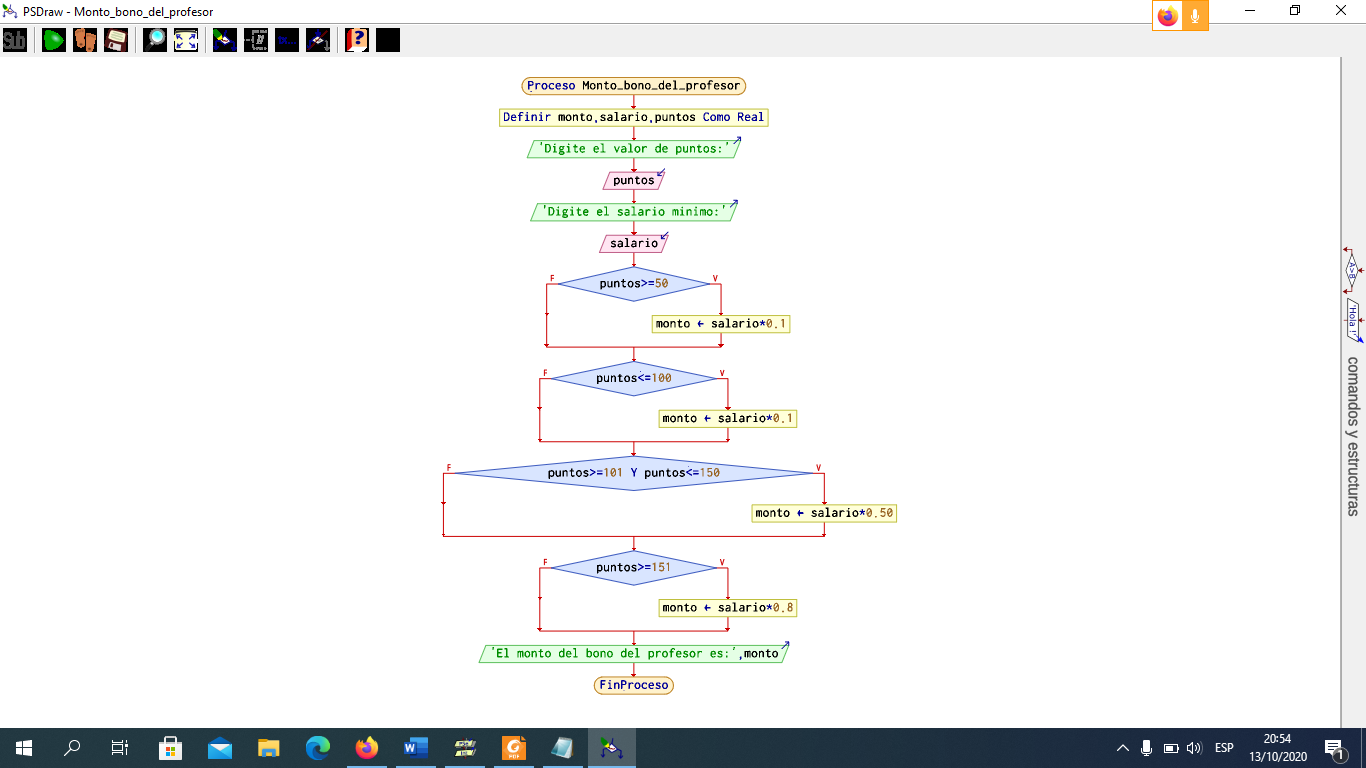 PSDraw - Monto_bono_del_profesor
Sub
Proceso Monto_bono_del_profesor
Definir monto,salario,puntos Como Real
'Digite el valor de puntos:'
puntos
'Digite el salario minimo:'
salario
F puntos>=50 V
monto ← salario*0.1
F puntos<=100 V
monto ← salario*0.1
F puntos>=101 Y puntos<=150 V
monto ← salario*0.50
F puntos>=151 V
monto ← salario*0.8
'El monto del bono del profesor es:',monto
FinProceso
A>B
'Hola !'
comandos y estructuras
ESP
20:54
13/10/2020
1